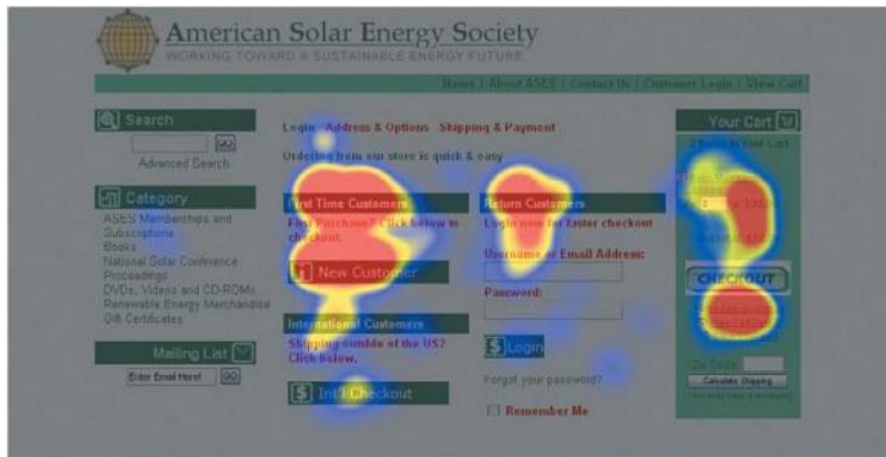 American Solar Energy Society
WORKING TOWARD A SUSTAINABLE ENERGY FUTURE
Home | About ASES | Contact Us | Customer Login | View Cart
Search
GO
Advanced Search
Category
ASES Memberships and
Subscriptions
Books
National Solar Conference
Proceedings
DVDs, Videos and CD-ROMs
Renewable Energy Merchandise
Gift Certificates
Mailing List
Enter Email Here!
GO
Login Address & Options Shipping & Payment
Ordering from our store is quick & easy
First Time Customers
First Purchase? Click below to
checkout.
New Customer
International Customers
Shipping outside of the US?
Click below.
$ Int'l Checkout
Return Customers
Login now for faster checkout
Username or Email Address:
Password:
$ Login
Forgot your password?
Remember Me
Your Cart
in Your Cart
CHECKOUT
Zip Code:
Calculate Shipping